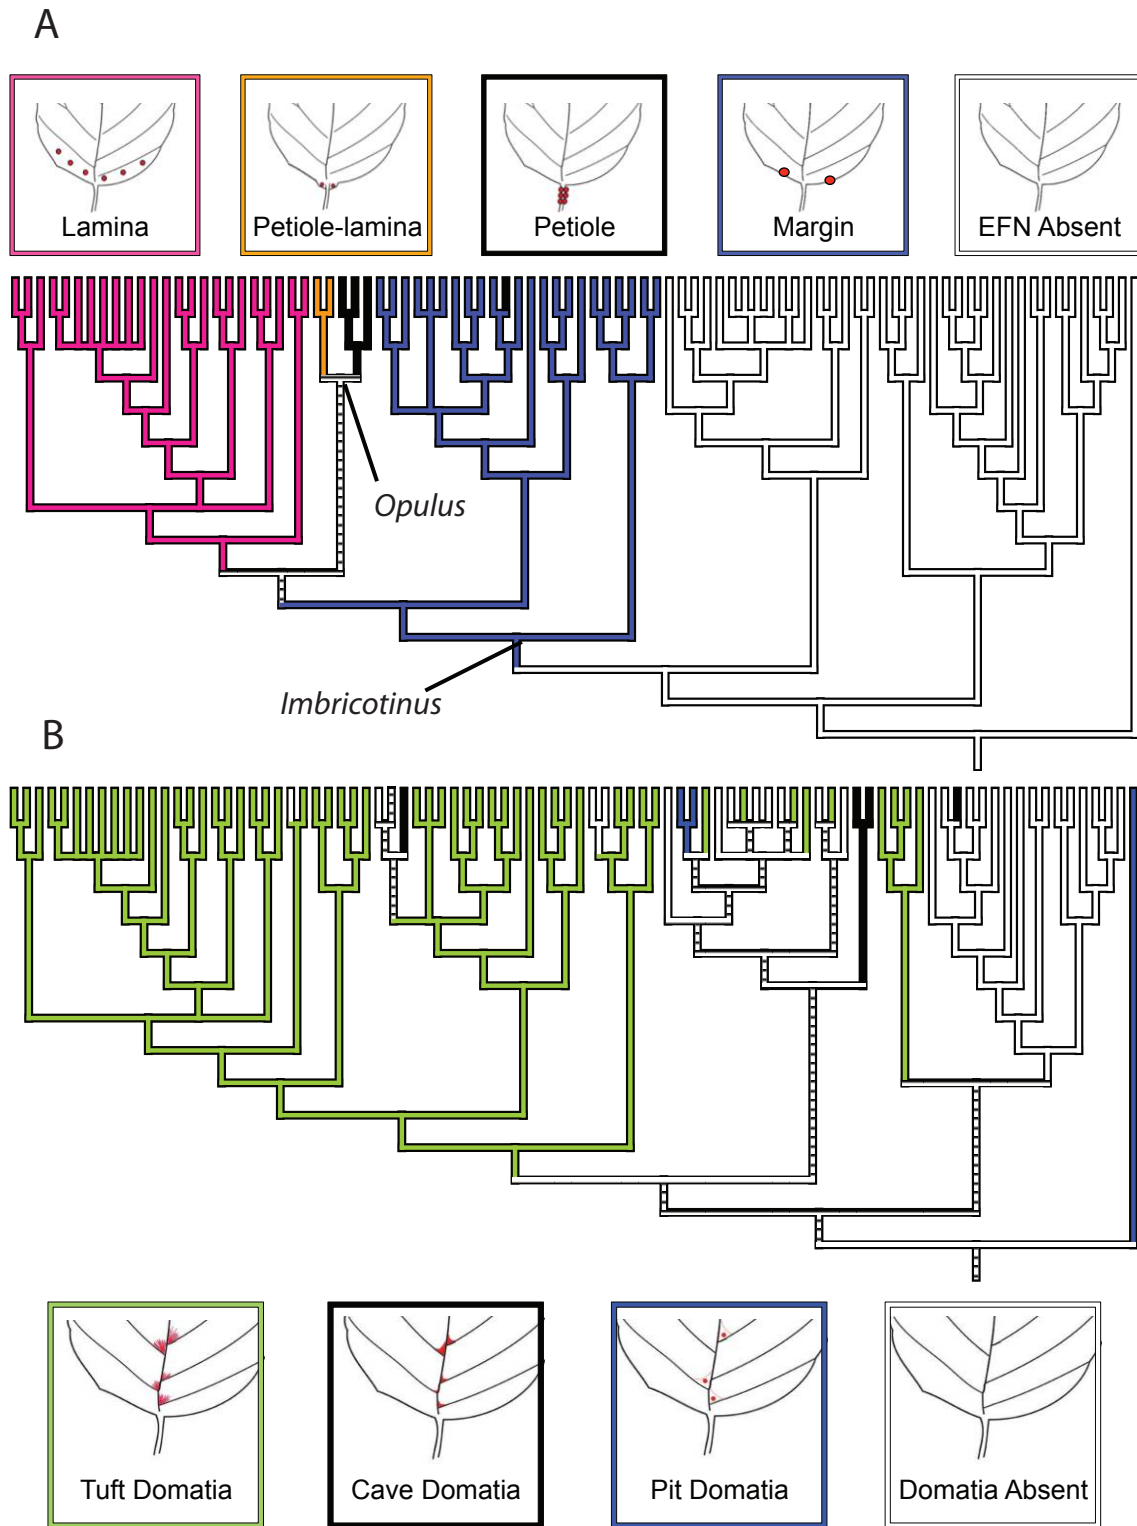 A
Lamina
Petiole-lamina
Petiole
Margin
EFN Absent
Opulus
Imbricotinus
B
Tuft Domatia
Cave Domatia
Pit Domatia
Domatia Absent